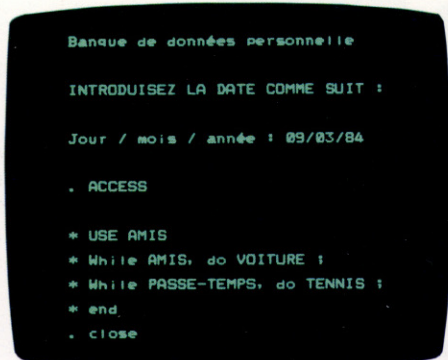 Banque de données personnelle
INTRODUISEZ LA DATE COMME SUIT :
Jour / mois / année : 09/03/84
. ACCESS
* USE AMIS
* While AMIS, do VOITURE ;
* While PASSE-TEMPS, do TENNIS ;
* end
. close